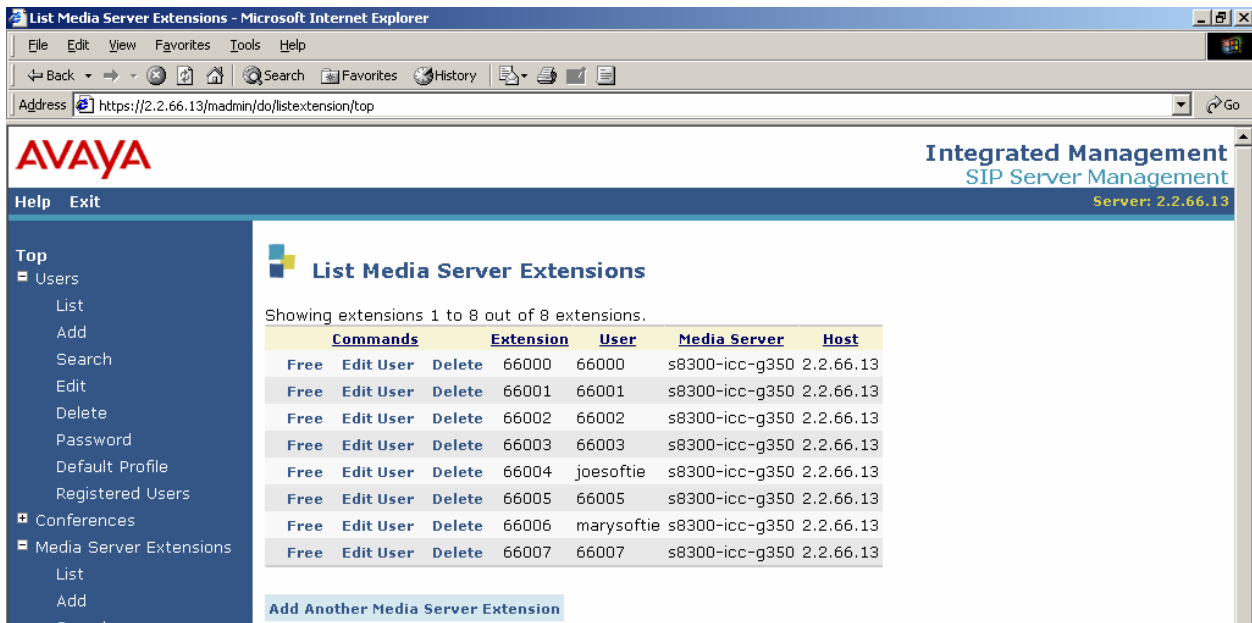 List Media Server Extensions - Microsoft Internet Explorer
File Edit View Favorites Tools Help
Back Search Favorites History
Address https://2.2.66.13/madmin/do/listextension/top Go
AVAYA
Integrated Management
SIP Server Management
Help Exit Server: 2.2.66.13
Top
Users
List
Add
Search
Edit
Delete
Password
Default Profile
Registered Users
Conferences
Media Server Extensions
List
Add
List Media Server Extensions
Showing extensions 1 to 8 out of 8 extensions.
Commands Extension User Media Server Host
Free Edit User Delete 66000 66000 s8300-icc-g350 2.2.66.13
Free Edit User Delete 66001 66001 s8300-icc-g350 2.2.66.13
Free Edit User Delete 66002 66002 s8300-icc-g350 2.2.66.13
Free Edit User Delete 66003 66003 s8300-icc-g350 2.2.66.13
Free Edit User Delete 66004 joesoftie s8300-icc-g350 2.2.66.13
Free Edit User Delete 66005 66005 s8300-icc-g350 2.2.66.13
Free Edit User Delete 66006 marysoftie s8300-icc-g350 2.2.66.13
Free Edit User Delete 66007 66007 s8300-icc-g350 2.2.66.13
Add Another Media Server Extension